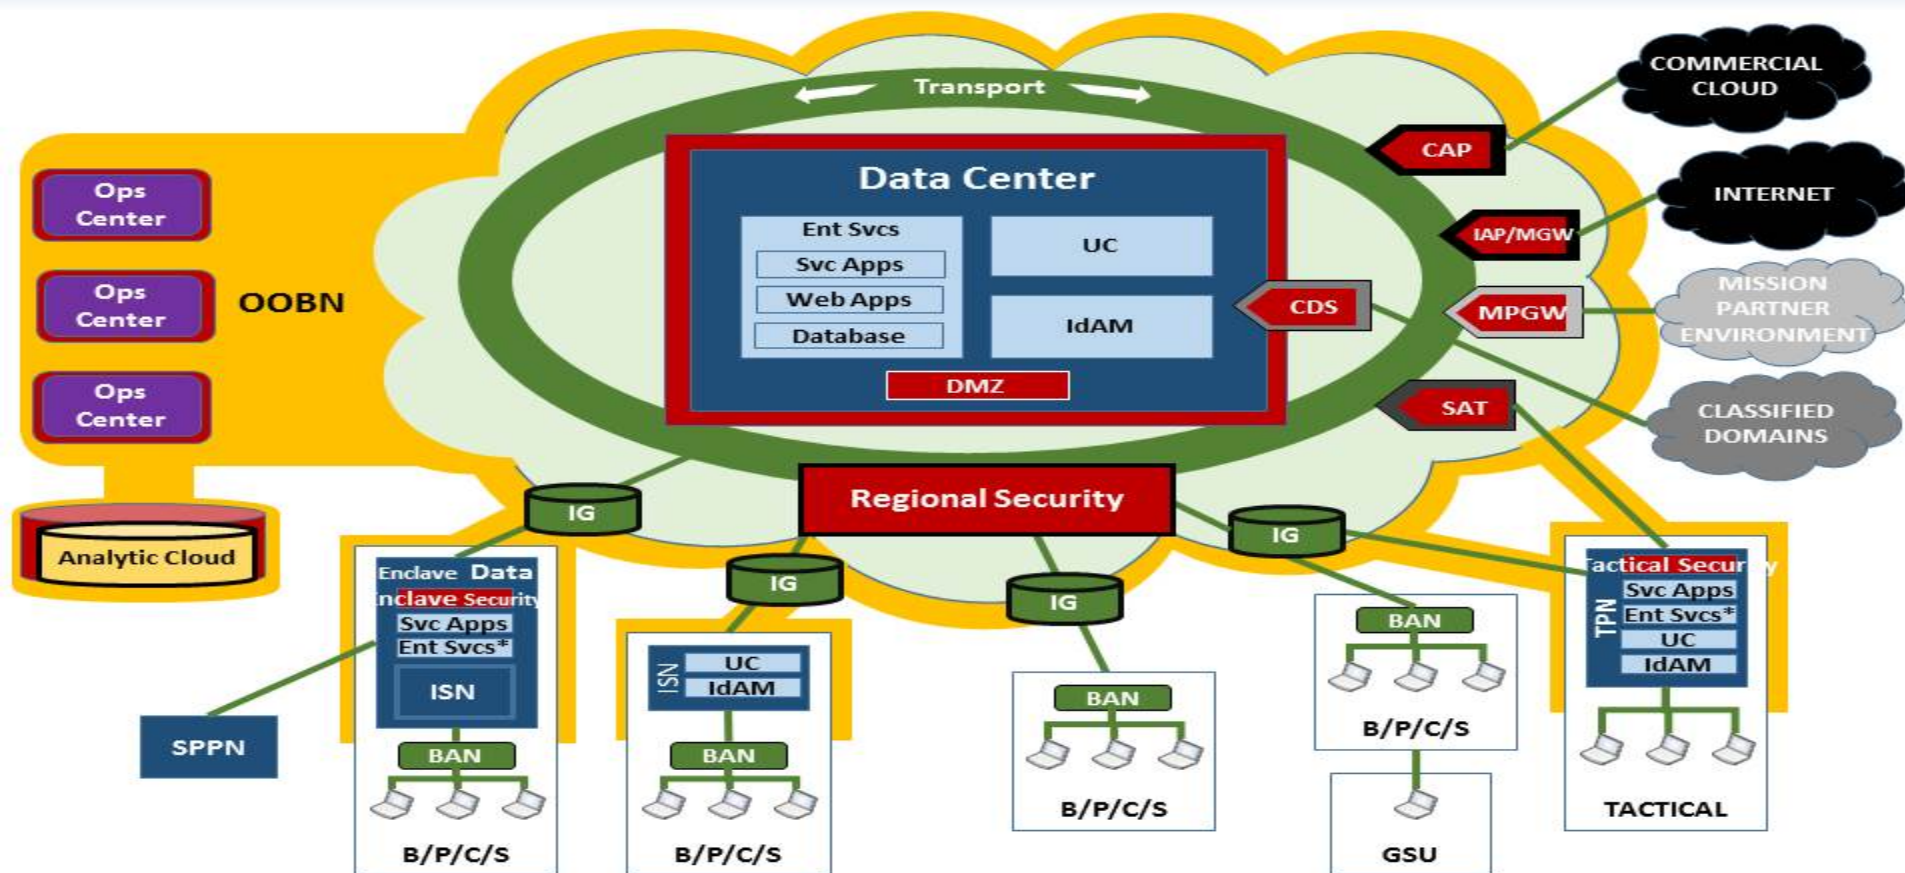 Transport
COMMERCIAL
CLOUD
CAP
Data Center
Ops
Center
INTERNET
IAP/MGW
Ent Svcs
UC
Svc Apps
Web Apps
Database
IdAM
DMZ
CDS
MPGW
MISSION
PARTNER
ENVIRONMENT
Ops
Center
OOBN
Ops
Center
SAT
CLASSIFIED
DOMAINS
Regional Security
IG
IG
IG
IG
Analytic Cloud
Enclave Data
Enclave Security
Svc Apps
Ent Svcs*
ISN
BAN
B/P/C/S
SPPN
ISN
UC
IdAM
BAN
B/P/C/S
BAN
B/P/C/S
BAN
B/P/C/S
GSU
Tactical Security
TPN
Svc Apps
Ent Svcs*
UC
IdAM
TACTICAL